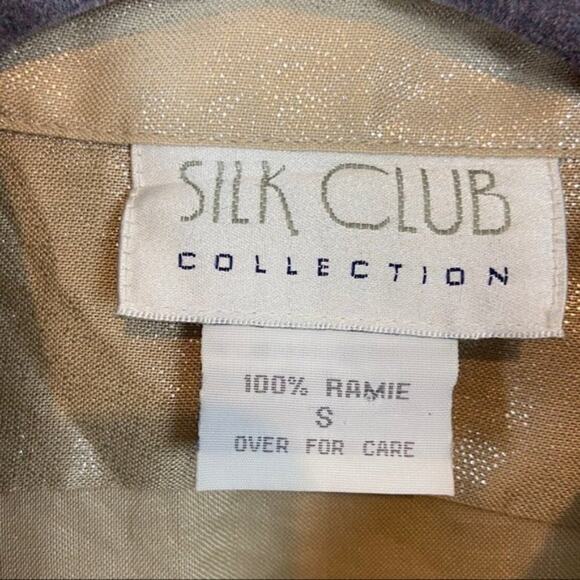 SILK CLUB
COLLECTION
100% RAMIE
S
OVER FOR CARE